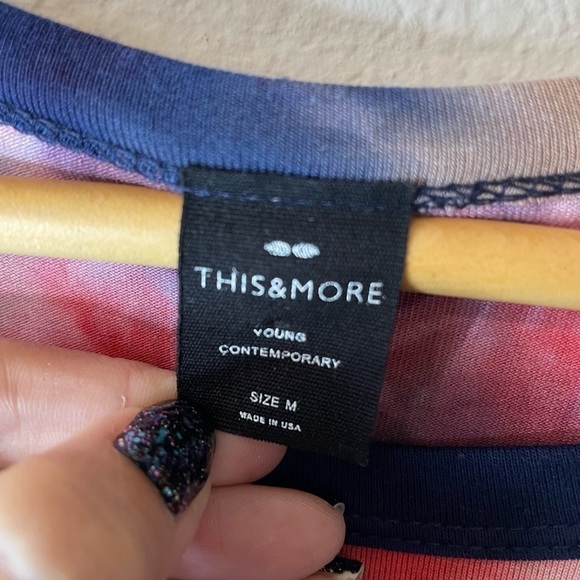 THIS&MORE
YOUNG
CONTEMPORARY
SIZE M
MADE IN USA